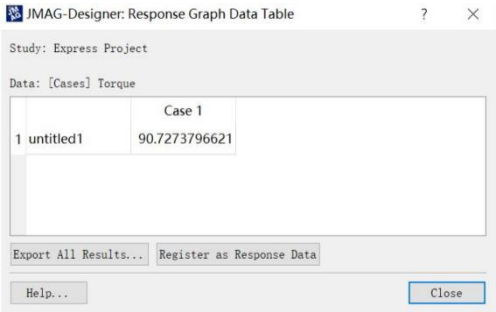 JMAG-Designer: Response Graph Data Table ? ×
Study: Express Project
Data: [Cases] Torque
Case 1
1 untitled1 90.7273796621
Export All Results... Register as Response Data
Help... Close